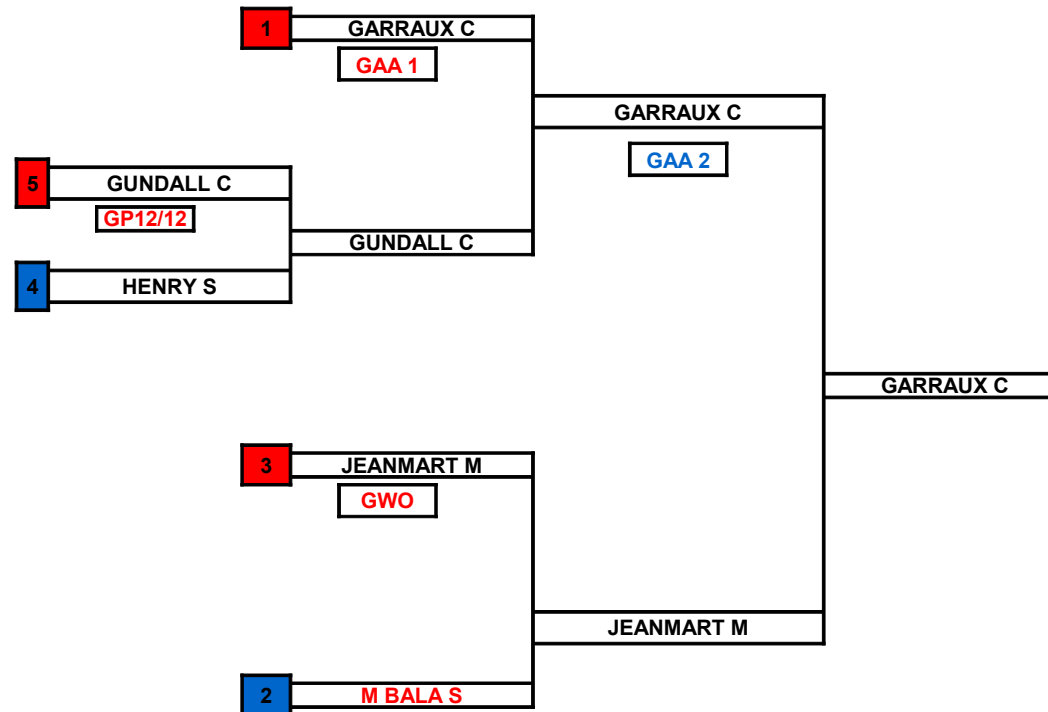 1 GARRAUX C
GAA 1
GARRAUX C
GAA 2
5 GUNDALL C
GP12/12
GUNDALL C
4 HENRY S
GARRAUX C
3 JEANMART M
GWO
JEANMART M
2 M BALA S